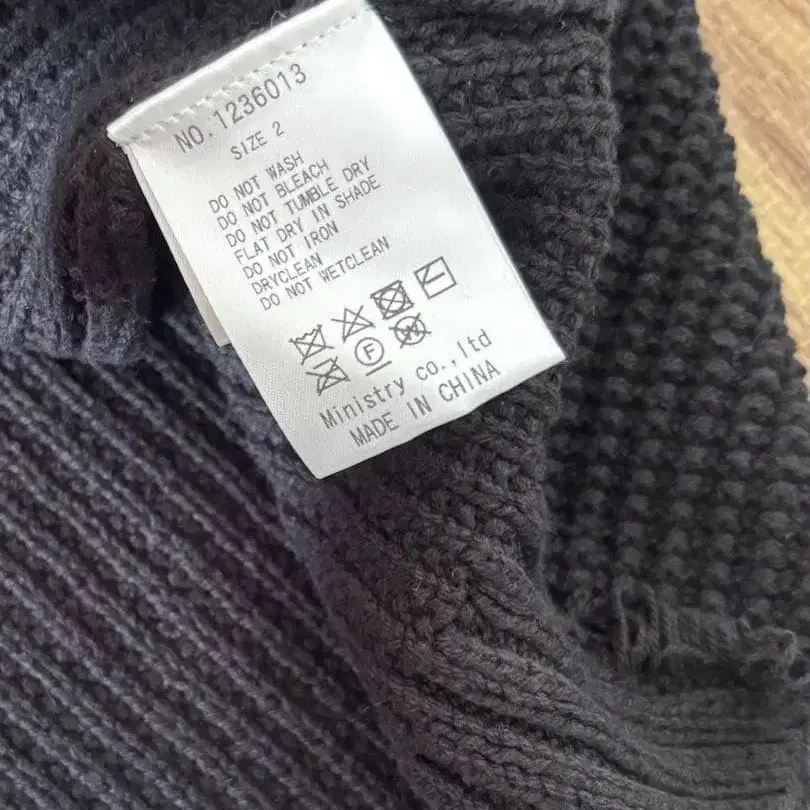 NO.1236013
SIZE 2
DO NOT WASH
DO NOT BLEACH
DO NOT TUMBLE DRY
FLAT DRY IN SHADE
DO NOT IRON
DRYCLEAN
DO NOT WETCLEAN
F W
Ministry co.,ltd
MADE IN CHINA